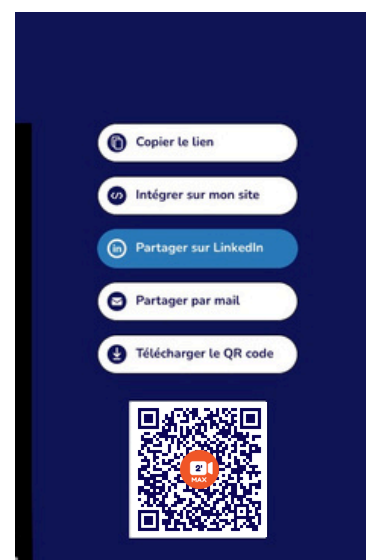 Copier le lien
Intégrer sur mon site
in
Partager sur LinkedIn
Partager par mail
Télécharger le QR code
2'
MAX